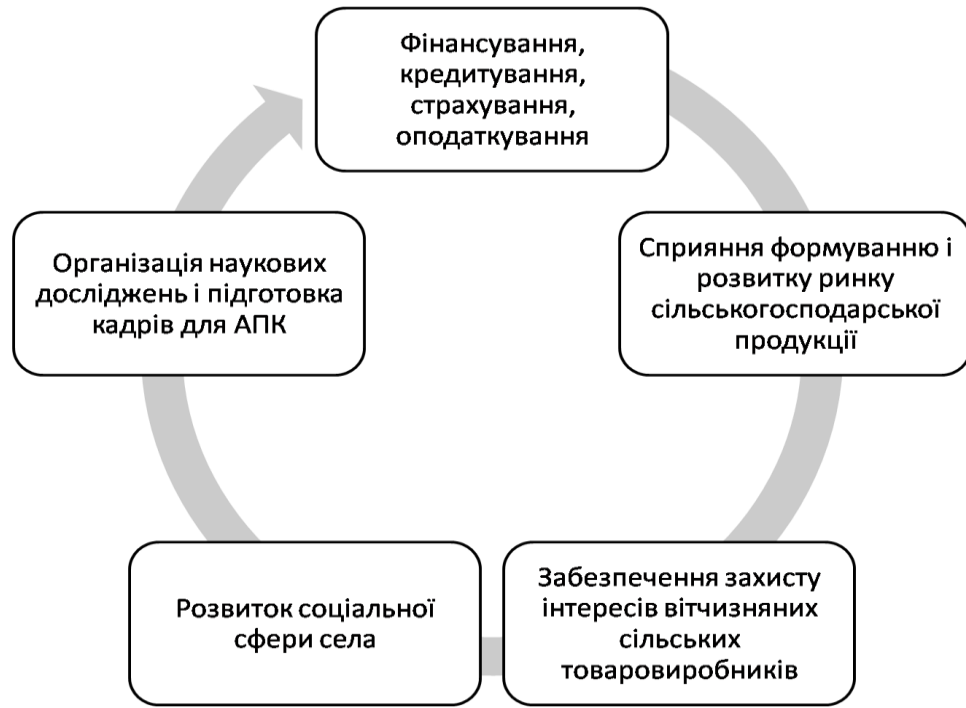 Фінансування,
кредитування,
страхування,
оподаткування
Сприяння формуванню і
розвитку ринку
сільськогосподарської
продукції
Забезпечення захисту
інтересів вітчизняних
сільських
товаровиробників
Розвиток соціальної
сфери села
Організація наукових
досліджень і підготовка
кадрів для АПК